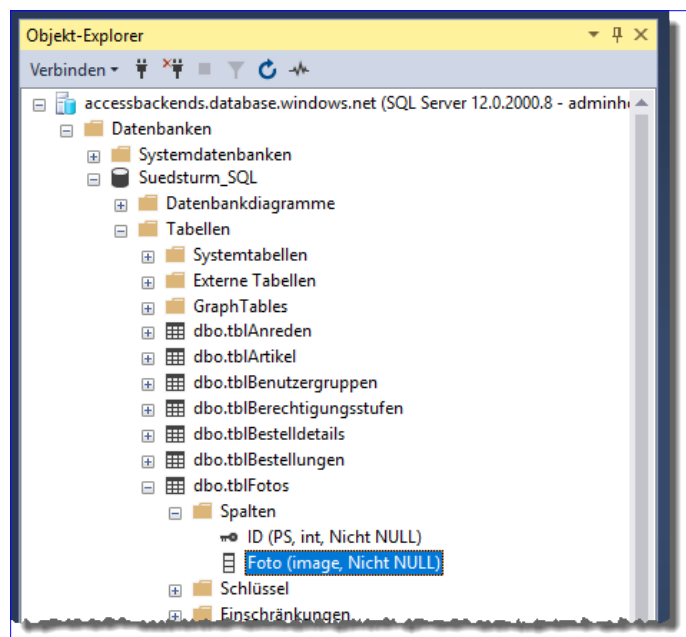 Objekt-Explorer
Verbinden
accessbackends.database.windows.net (SQL Server 12.0.2000.8 - adminh
Datenbanken
Systemdatenbanken
Suedsturm_SQL
Datenbankdiagramme
Tabellen
Systemtabellen
Externe Tabellen
GraphTables
dbo.tblAnreden
dbo.tblArtikel
dbo.tblBenutzergruppen
dbo.tblBerechtigungsstufen
dbo.tblBestelldetails
dbo.tblBestellungen
dbo.tblFotos
Spalten
ID (PS, int, Nicht NULL)
Foto (image, Nicht NULL)
Schlüssel
Einschränkungen